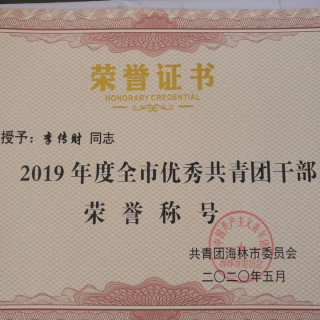 荣誉证书
HONORARY CREDENTIAL
授予：李传财 同志
2019年度全市优秀共青团干部
荣誉称号
共青团海林市委员会
二〇二〇年五月